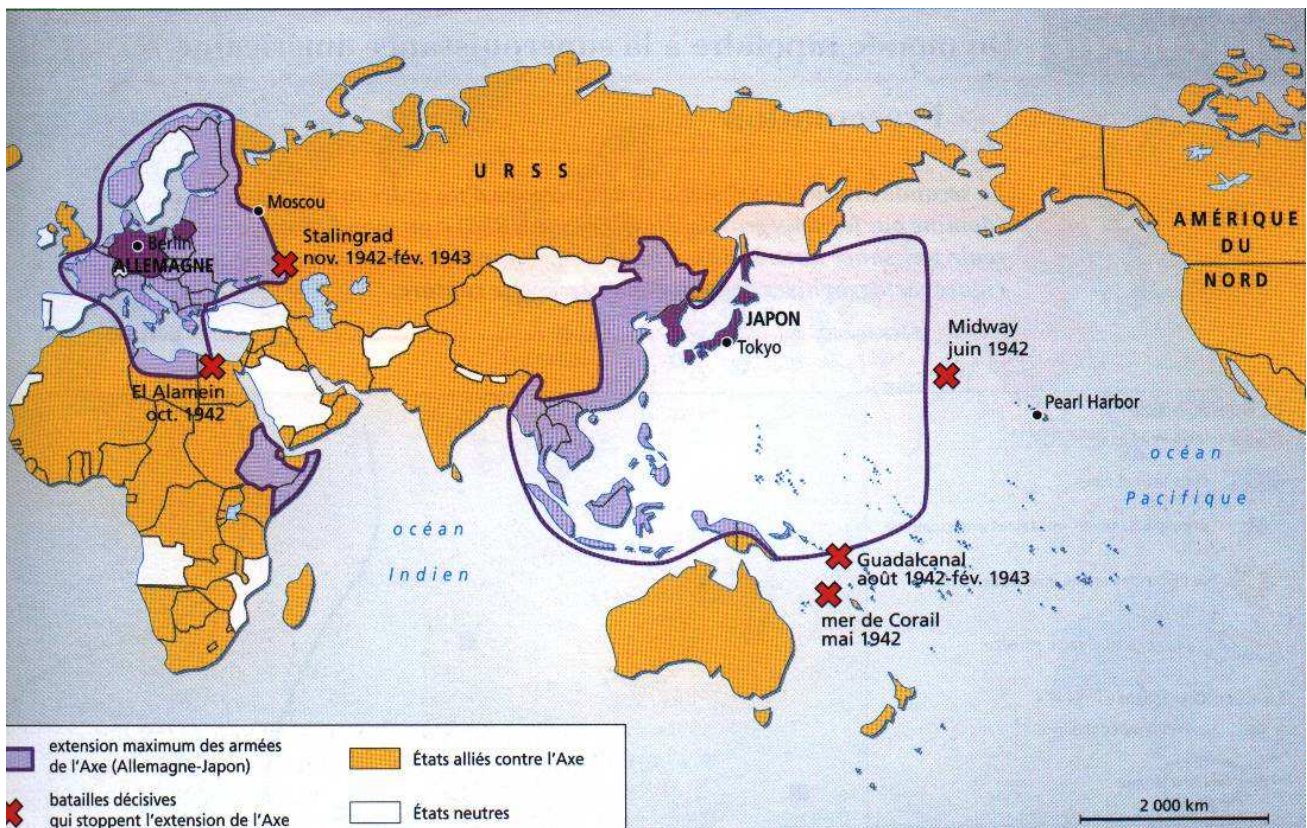 URSS
Moscou
Berlin
ALLEMAGNE
Stalingrad
nov. 1942-fév. 1943
El Alamein
oct. 1942
JAPON
Tokyo
Midway
juin 1942
Pearl Harbor
AMÉRIQUE
DU
NORD
océan
Pacifique
océan
Indien
Guadalcanal
août 1942-fév. 1943
mer de Corail
mai 1942
extension maximum des armées
de l'Axe (Allemagne-Japon)
États alliés contre l'Axe
batailles décisives
qui stoppent l'extension de l'Axe
États neutres
2 000 km